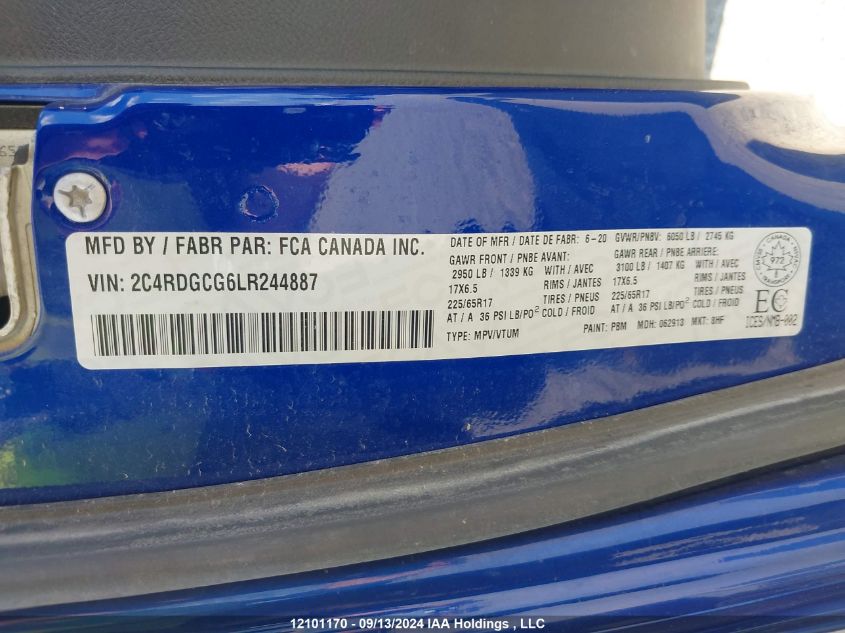 MFD BY / FABR PAR: FCA CANADA INC.
VIN: 2C4RDGCG6LR244887
DATE OF MFR / DATE DE FABR: 6-20 GVWR/PNBV: 6050 LB / 2745 KG
GAWR FRONT / PNBE AVANT: GAWR REAR / PNBE ARRIERE:
2950 LB / 1339 KG WITH / AVEC 3100 LB / 1407 KG WITH / AVEC
17X6.5 RIMS / JANTES 17X6.5 RIMS / JANTES
225/65R17 TIRES / PNEUS 225/65R17 TIRES / PNEUS
AT / A 36 PSI LB/PO² COLD / FROID AT / A 36 PSI LB/PO² COLD / FROID
TYPE: MPV/VTUM PAINT: PBM MDH: 062913 MKT: 8HF
CANADA
972
EC
ICES/NMB-002
12101170 - 09/13/2024 IAA Holdings , LLC